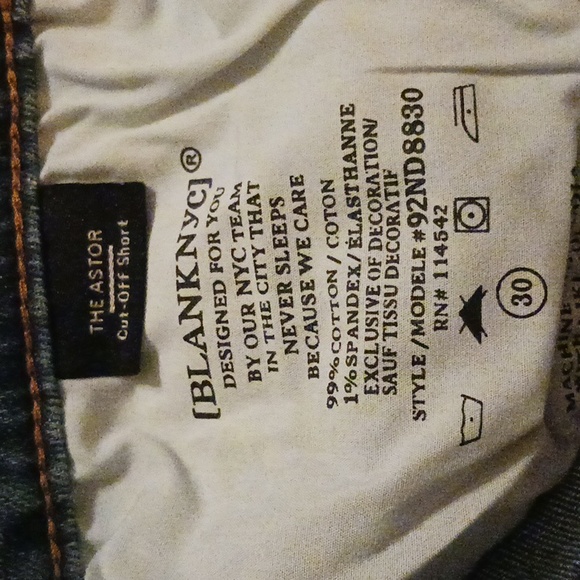 THE ASTOR
Cut-Off Short
[BLANKNYC]®
DESIGNED FOR YOU
BY OUR NYC TEAM
IN THE CITY THAT
NEVER SLEEPS
BECAUSE WE CARE
99% COTTON / COTON
1% SPANDEX/ ÉLASTHANNE
EXCLUSIVE OF DECORATION/
SAUF TISSU DECORATIF
STYLE / MODELE #92ND8830
RN# 114542
30
MACHINE